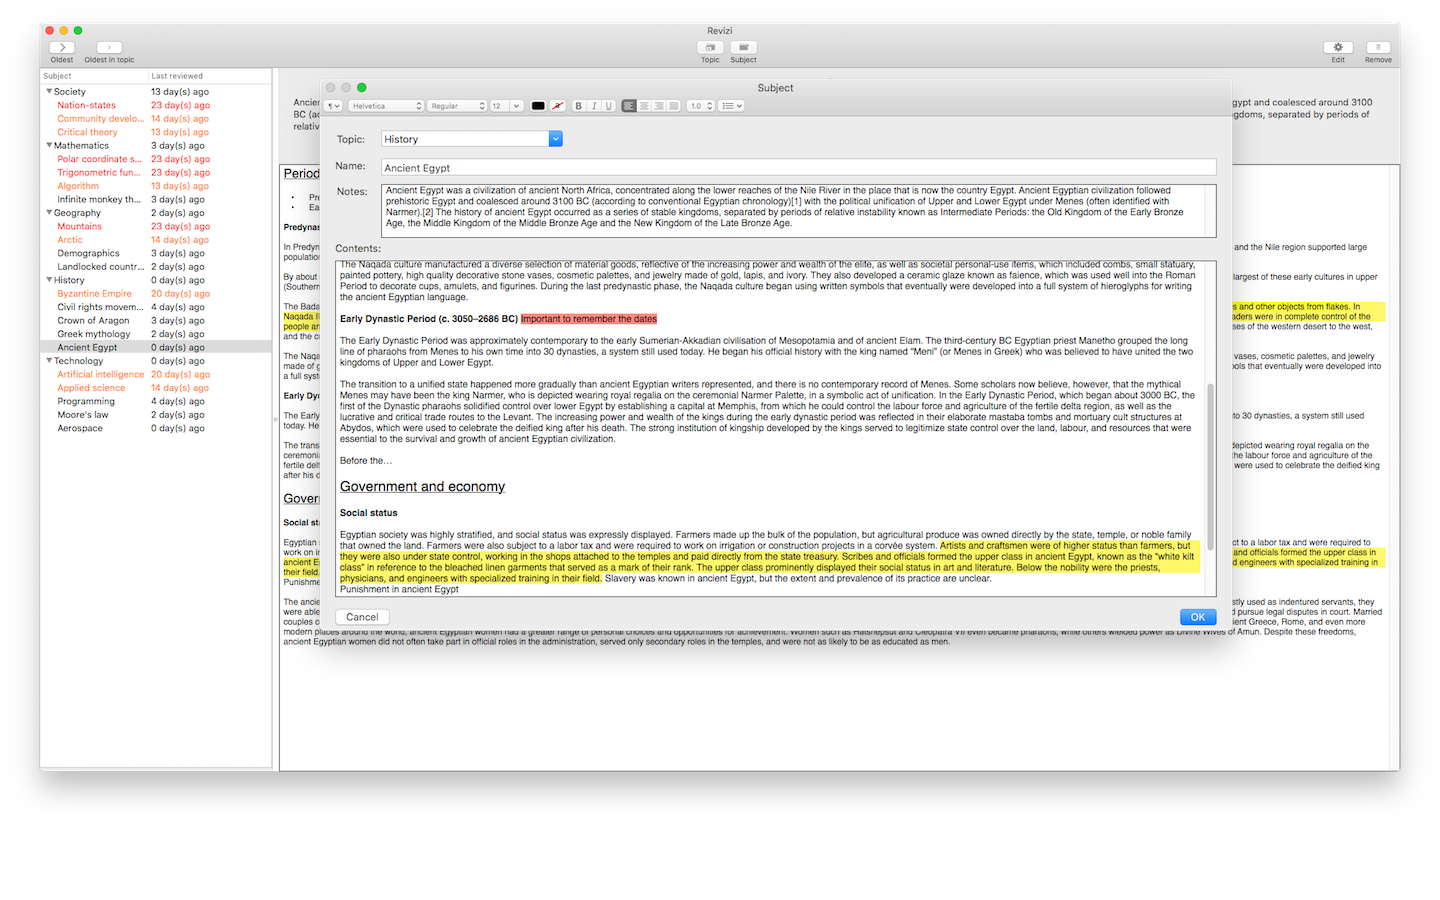 Revizi
Oldest
Oldest in topic
Topic
Subject
Edit
Remove
Subject
Last reviewed
Society 13 day(s) ago
Nation-states 23 day(s) ago
Community develo... 14 day(s) ago
Critical theory 13 day(s) ago
Mathematics 3 day(s) ago
Polar coordinate s... 23 day(s) ago
Trigonometric fun... 23 day(s) ago
Algorithm 13 day(s) ago
Infinite monkey th... 3 day(s) ago
Geography 2 day(s) ago
Mountains 23 day(s) ago
Arctic 14 day(s) ago
Demographics 3 day(s) ago
Landlocked countr... 2 day(s) ago
History 0 day(s) ago
Byzantine Empire 20 day(s) ago
Civil rights movem... 4 day(s) ago
Crown of Aragon 3 day(s) ago
Greek mythology 2 day(s) ago
Ancient Egypt 0 day(s) ago
Technology 0 day(s) ago
Artificial intelligence 20 day(s) ago
Applied science 14 day(s) ago
Programming 4 day(s) ago
Moore's law 2 day(s) ago
Aerospace 0 day(s) ago
Subject
Helvetica
Regular
12
B I U
1.0
Topic: History
Name: Ancient Egypt
Notes:
Ancient Egypt was a civilization of ancient North Africa, concentrated along the lower reaches of the Nile River in the place that is now the country Egypt. Ancient Egyptian civilization followed
prehistoric Egypt and coalesced around 3100 BC (according to conventional Egyptian chronology)[1] with the political unification of Upper and Lower Egypt under Menes (often identified with
Narmer).[2] The history of ancient Egypt occurred as a series of stable kingdoms, separated by periods of relative instability known as Intermediate Periods: the Old Kingdom of the Early Bronze
Age, the Middle Kingdom of the Middle Bronze Age and the New Kingdom of the Late Bronze Age.
Contents:
The Naqada culture manufactured a diverse selection of material goods, reflective of the increasing power and wealth of the elite, as well as societal personal-use items, which included combs, small statuary,
painted pottery, high quality decorative stone vases, cosmetic palettes, and jewelry made of gold, lapis, and ivory. They also developed a ceramic glaze known as faience, which was used well into the Roman
Period to decorate cups, amulets, and figurines. During the last predynastic phase, the Naqada culture began using written symbols that eventually were developed into a full system of hieroglyphs for writing
the ancient Egyptian language.
Early Dynastic Period (c. 3050–2686 BC) Important to remember the dates
The Early Dynastic Period was approximately contemporary to the early Sumerian-Akkadian civilisation of Mesopotamia and of ancient Elam. The third-century BC Egyptian priest Manetho grouped the long
line of pharaohs from Menes to his own time into 30 dynasties, a system still used today. He began his official history with the king named "Meni" (or Menes in Greek) who was believed to have united the two
kingdoms of Upper and Lower Egypt.
The transition to a unified state happened more gradually than ancient Egyptian writers represented, and there is no contemporary record of Menes. Some scholars now believe, however, that the mythical
Menes may have been the king Narmer, who is depicted wearing royal regalia on the ceremonial Narmer Palette, in a symbolic act of unification. In the Early Dynastic Period, which began about 3000 BC, the
first of the Dynastic pharaohs solidified control over lower Egypt by establishing a capital at Memphis, from which he could control the labour force and agriculture of the fertile delta region, as well as the
lucrative and critical trade routes to the Levant. The increasing power and wealth of the kings during the early dynastic period was reflected in their elaborate mastaba tombs and mortuary cult structures at
Abydos, which were used to celebrate the deified king after his death. The strong institution of kingship developed by the kings served to legitimize state control over the land, labour, and resources that were
essential to the survival and growth of ancient Egyptian civilization.
Before the…
Government and economy
Social status
Egyptian society was highly stratified, and social status was expressly displayed. Farmers made up the bulk of the population, but agricultural produce was owned directly by the state, temple, or noble family
that owned the land. Farmers were also subject to a labor tax and were required to work on irrigation or construction projects in a corvée system. Artists and craftsmen were of higher status than farmers, but
they were also under state control, working in the shops attached to the temples and paid directly from the state treasury. Scribes and officials formed the upper class in ancient Egypt, known as the "white kilt
class" in reference to the bleached linen garments that served as a mark of their rank. The upper class prominently displayed their social status in art and literature. Below the nobility were the priests,
physicians, and engineers with specialized training in their field. Slavery was known in ancient Egypt, but the extent and prevalence of its practice are unclear.
Punishment in ancient Egypt
Cancel
OK
ancient Egyptian women did not often take part in official roles in the administration, served only secondary roles in the temples, and were not as likely to be as educated as men.